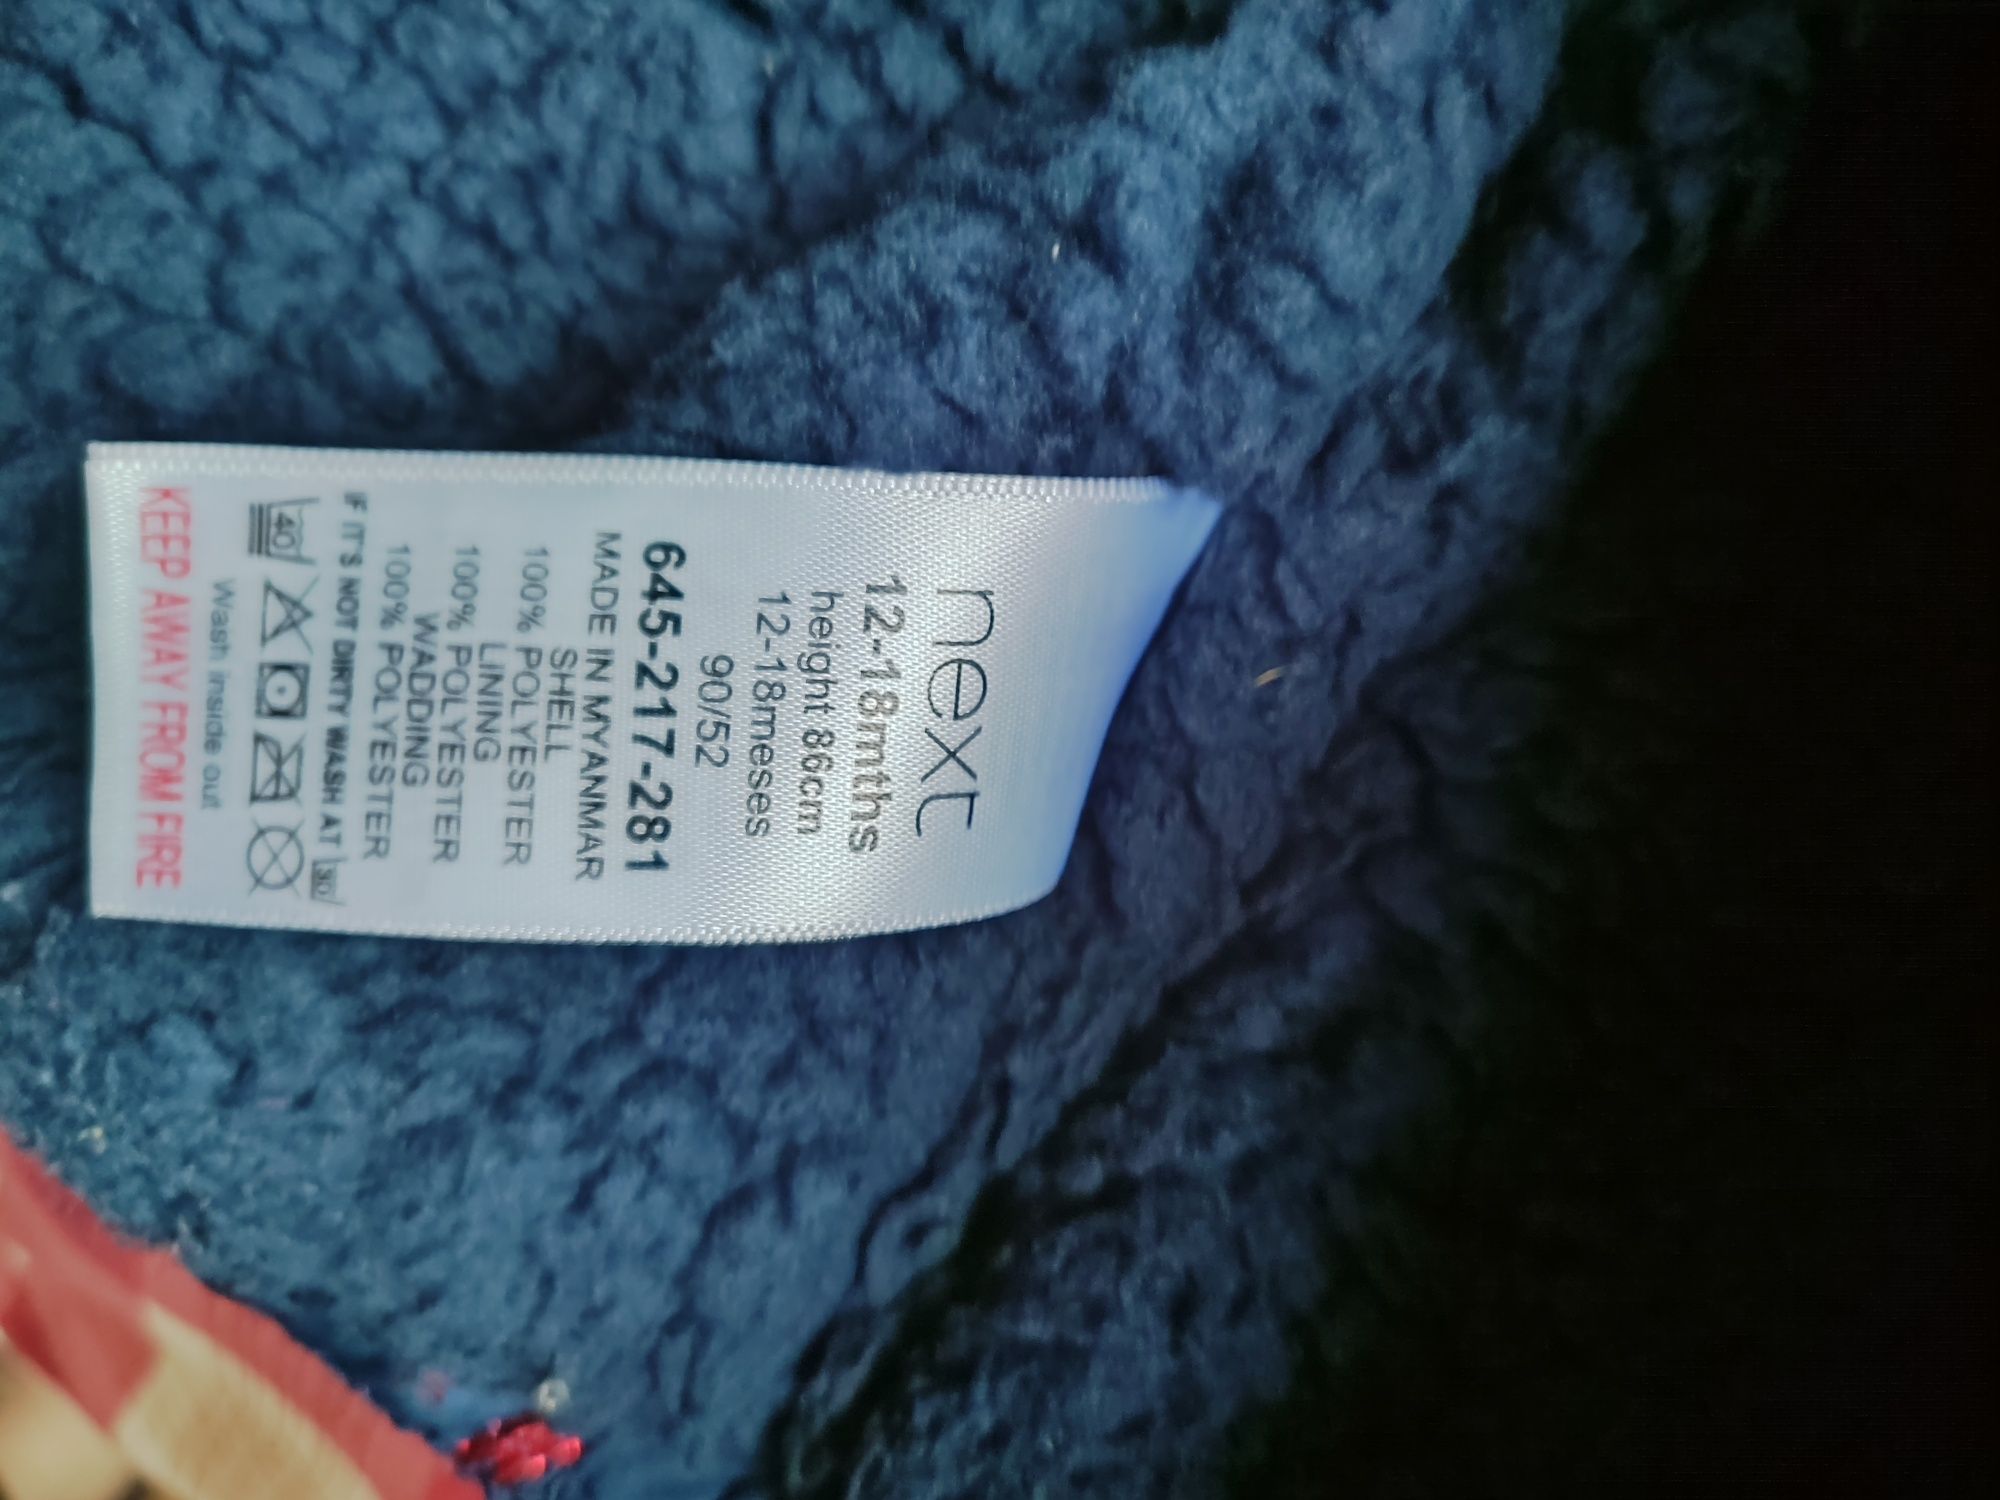 next
12-18mths
height 86cm
12-18meses
90/52
645-217-281
MADE IN MYANMAR
SHELL
100% POLYESTER
LINING
100% POLYESTER
WADDING
100% POLYESTER
IF IT'S NOT DIRTY WASH AT 30
40
Wash inside out
KEEP AWAY FROM FIRE